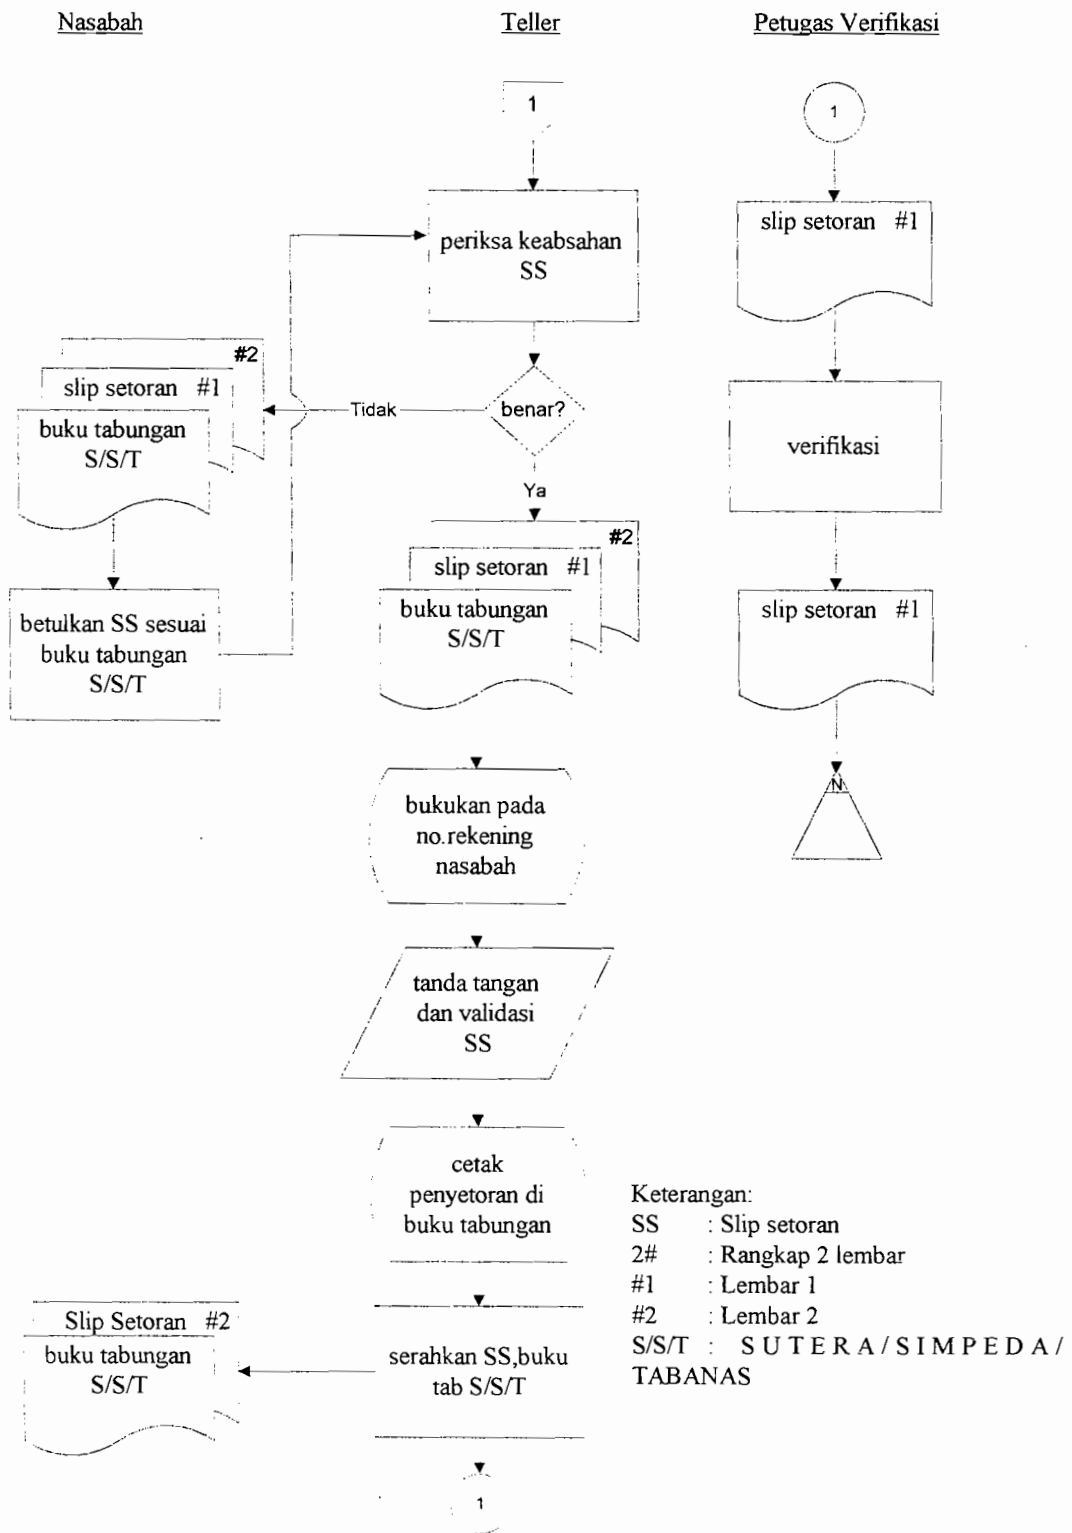 Nasabah
Teller
Petugas Verifikasi
1
periksa keabsahan
SS
benar?
Tidak
Ya
#2
slip setoran #1
buku tabungan
S/S/T
betulkan SS sesuai
buku tabungan
S/S/T
#2
slip setoran #1
buku tabungan
S/S/T
bukukan pada
no.rekening
nasabah
tanda tangan
dan validasi
SS
cetak
penyetoran di
buku tabungan
serahkan SS,buku
tab S/S/T
Slip Setoran #2
buku tabungan
S/S/T
1
1
slip setoran #1
verifikasi
slip setoran #1
N
Keterangan:
SS : Slip setoran
2# : Rangkap 2 lembar
#1 : Lembar 1
#2 : Lembar 2
S/S/T : SUTERA/SIMPEDA/
TABANAS